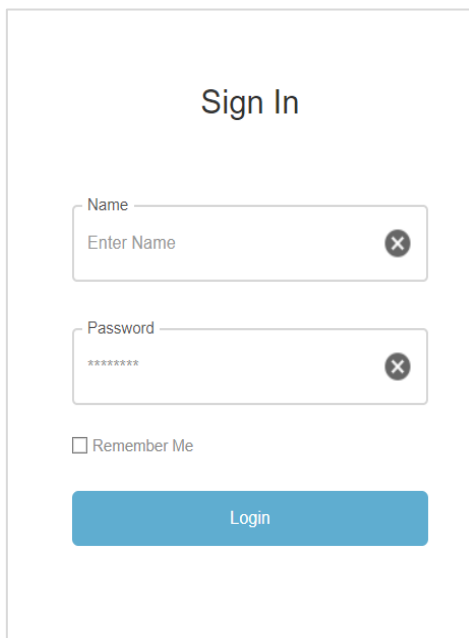 Sign In
Name
Enter Name
Password
********
Remember Me
Login